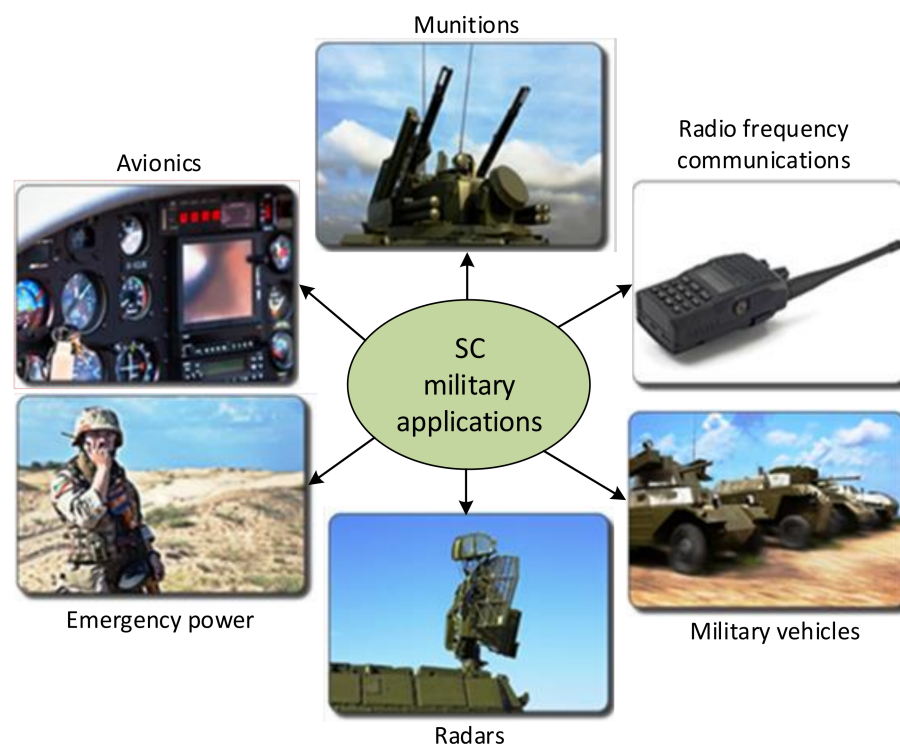 Munitions
Radio frequency
communications
Avionics
SC
military
applications
Emergency power
Military vehicles
Radars